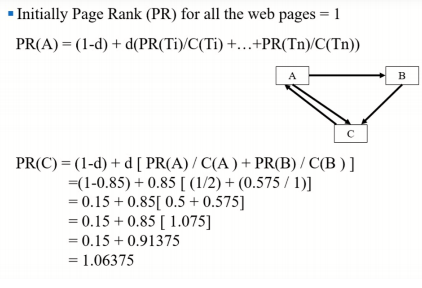 ▪ Initially Page Rank (PR) for all the web pages = 1
PR(A) = (1-d) + d(PR(Ti)/C(Ti) +…+PR(Tn)/C(Tn))
A
B
C
PR(C) = (1-d) + d [ PR(A) / C(A ) + PR(B) / C(B ) ]
=(1-0.85) + 0.85 [ (1/2) + (0.575 / 1)]
= 0.15 + 0.85[ 0.5 + 0.575]
= 0.15 + 0.85 [ 1.075]
= 0.15 + 0.91375
= 1.06375